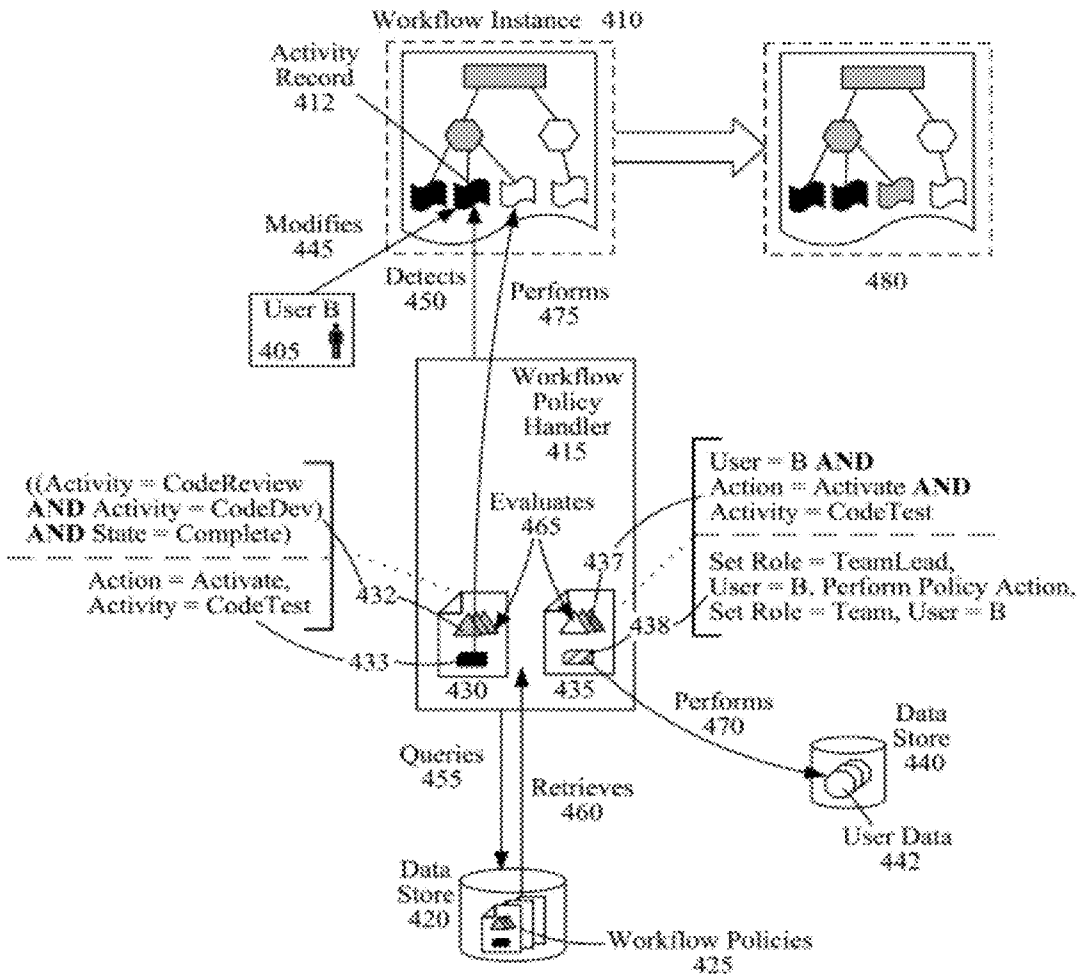 Workflow Instance 410
Activity
Record
412
Modifies
445
Detects
450
Performs
475
480
User B
405
Workflow
Policy
Handler
415
((Activity = CodeReview
AND Activity = CodeDev)
AND State = Complete)
Action = Activate,
Activity = CodeTest
Evaluates
465
User = B AND
Action = Activate AND
Activity = CodeTest
Set Role = TeamLead,
User = B, Perform Policy Action,
Set Role = Team, User = B
432
437
438
433
430
435
Performs
470
Data
Store
440
User Data
442
Queries
455
Retrieves
460
Data
Store
420
Workflow Policies
425